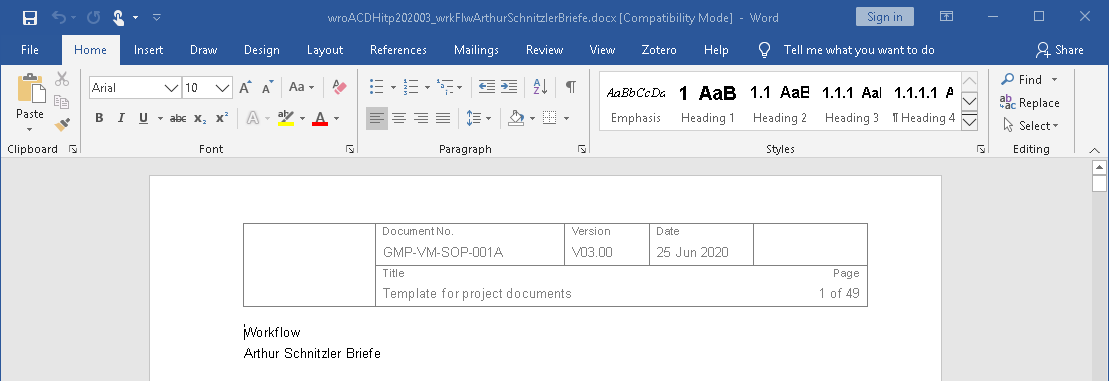 wroACDHitp202003_wrkFlwArthurSchnitzlerBriefe.docx [Compatibility Mode] - Word
Sign in
File Home Insert Draw Design Layout References Mailings Review View Zotero Help Tell me what you want to do Share
Arial 10 Aa
Paste
B I U abc x₂ x² A ab A
AaBbCcDd 1 AaB 1.1 AaB 1.1.1 Aal 1.1.1.1 A
Emphasis Heading 1 Heading 2 Heading 3 ¶ Heading 4
Find
Replace
Select
Clipboard Font Paragraph Styles Editing
Document No. Version Date
GMP-VM-SOP-001A V03.00 25 Jun 2020
Title Page
Template for project documents 1 of 49
Workflow
Arthur Schnitzler Briefe